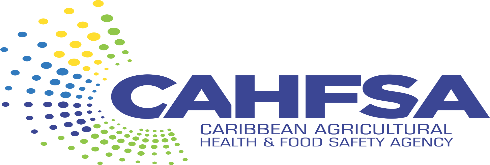 CAHFSA
CARIBBEAN AGRICULTURAL
HEALTH & FOOD SAFETY AGENCY